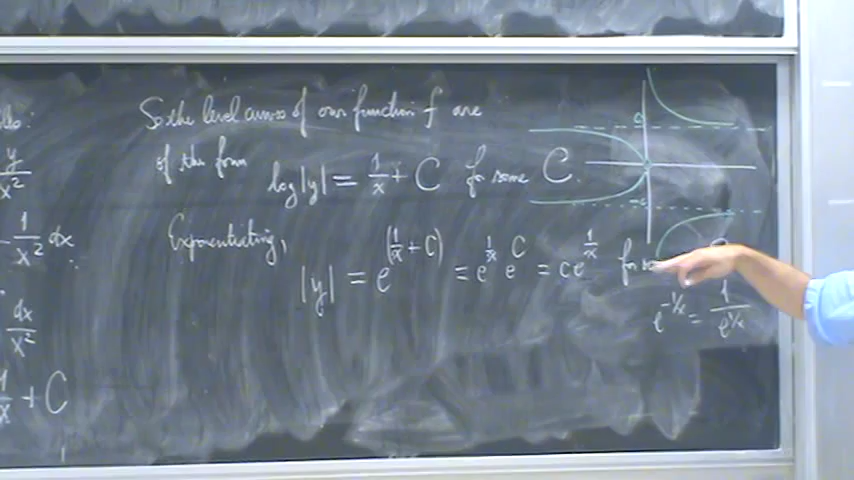 So the level curves of our function f are
of the form
log|y| = 1/x + C for some C.
Exponentiating,
|y| = e^(1/x + C) = e^(1/x) e^C = c e^(1/x) for
e^(-1/x) = 1/e^(1/x)
y/x²
-1/x² dx
dx/x²
1/x + C